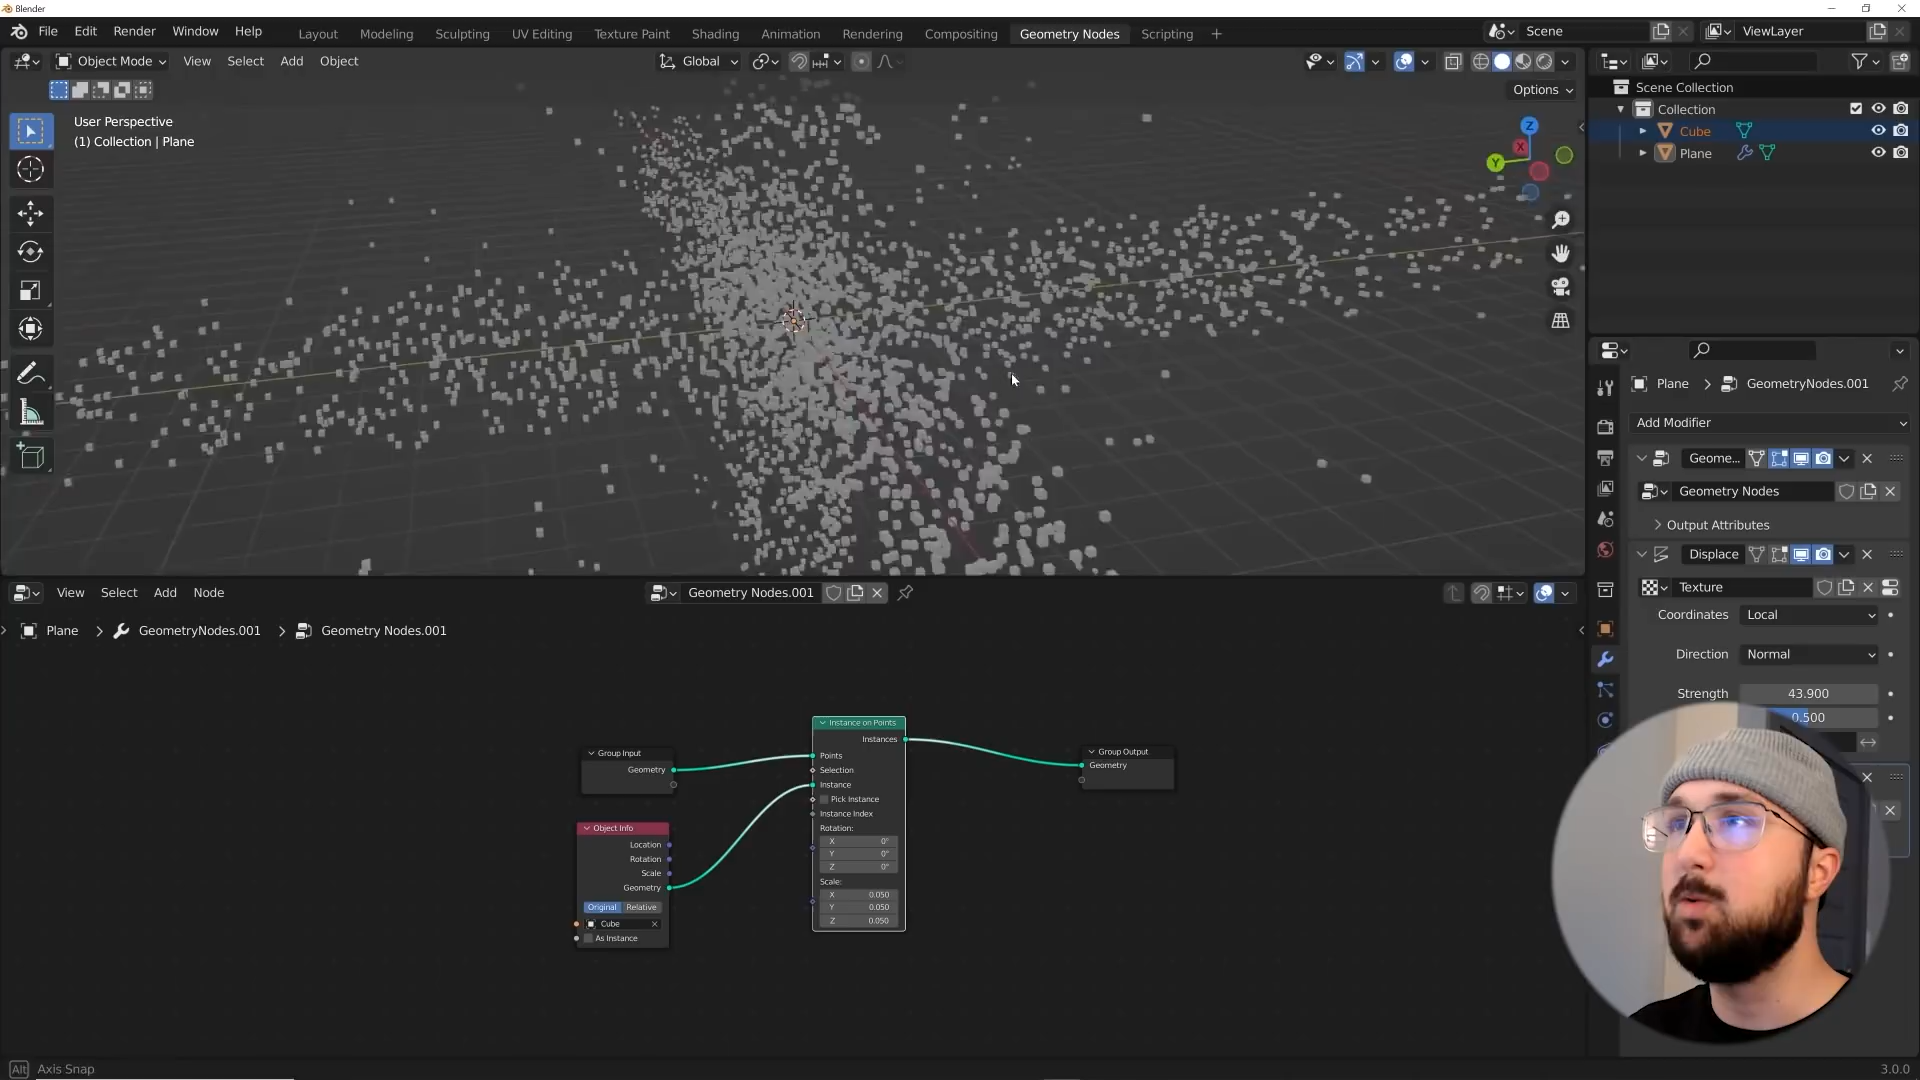 Blender
File Edit Render Window Help Layout Modeling Sculpting UV Editing Texture Paint Shading Animation Rendering Compositing Geometry Nodes Scripting + Scene ViewLayer
Object Mode View Select Add Object Global
Options
User Perspective
(1) Collection | Plane
Z
X
Y
Scene Collection
Collection
Cube
Plane
Plane > GeometryNodes.001
Add Modifier
Geome...
Geometry Nodes
Output Attributes
Displace
Texture
Coordinates Local
Direction Normal
Strength 43.900
0.500
View Select Add Node Geometry Nodes.001
Plane > GeometryNodes.001 > Geometry Nodes.001
Group Input
Geometry
Object Info
Location
Rotation
Scale
Geometry
Original Relative
Cube
As Instance
Instance on Points
Instances
Points
Selection
Instance
Pick Instance
Instance Index
Rotation:
X 0°
Y 0°
Z 0°
Scale:
X 0.050
Y 0.050
Z 0.050
Group Output
Geometry
Alt Axis Snap
3.0.0